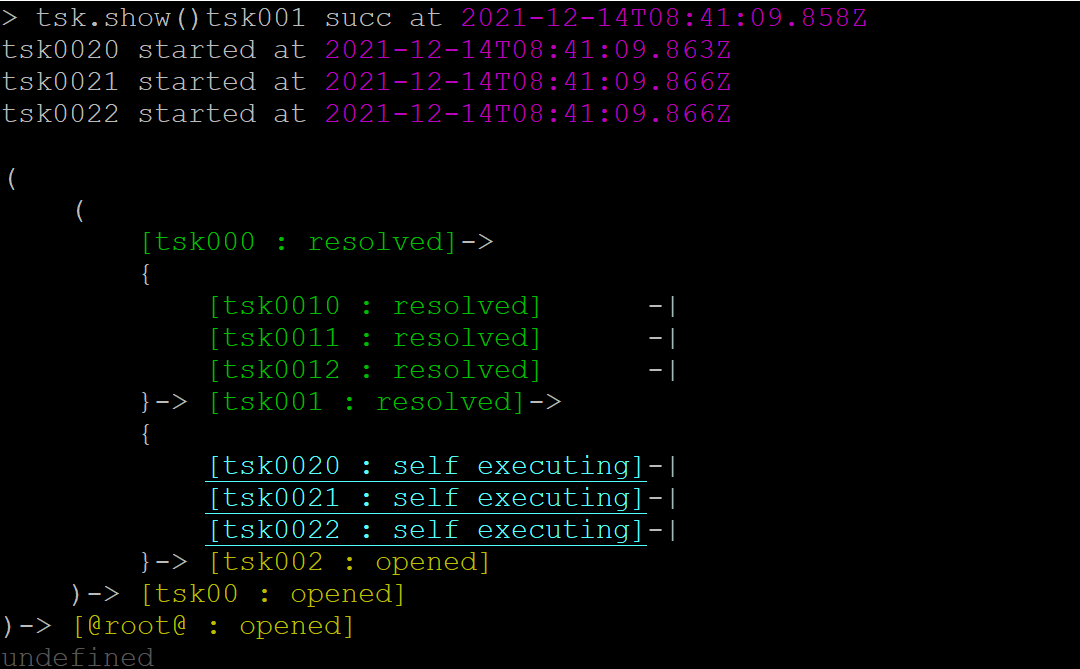 > tsk.show()tsk001 succ at 2021-12-14T08:41:09.858Z
tsk0020 started at 2021-12-14T08:41:09.863Z
tsk0021 started at 2021-12-14T08:41:09.866Z
tsk0022 started at 2021-12-14T08:41:09.866Z
(
    (
        [tsk000 : resolved]->
        {
            [tsk0010 : resolved]      -|
            [tsk0011 : resolved]      -|
            [tsk0012 : resolved]      -|
        }-> [tsk001 : resolved]->
        {
            [tsk0020 : self executing]-|
            [tsk0021 : self executing]-|
            [tsk0022 : self executing]-|
        }-> [tsk002 : opened]
    )-> [tsk00 : opened]
)-> [@root@ : opened]
undefined